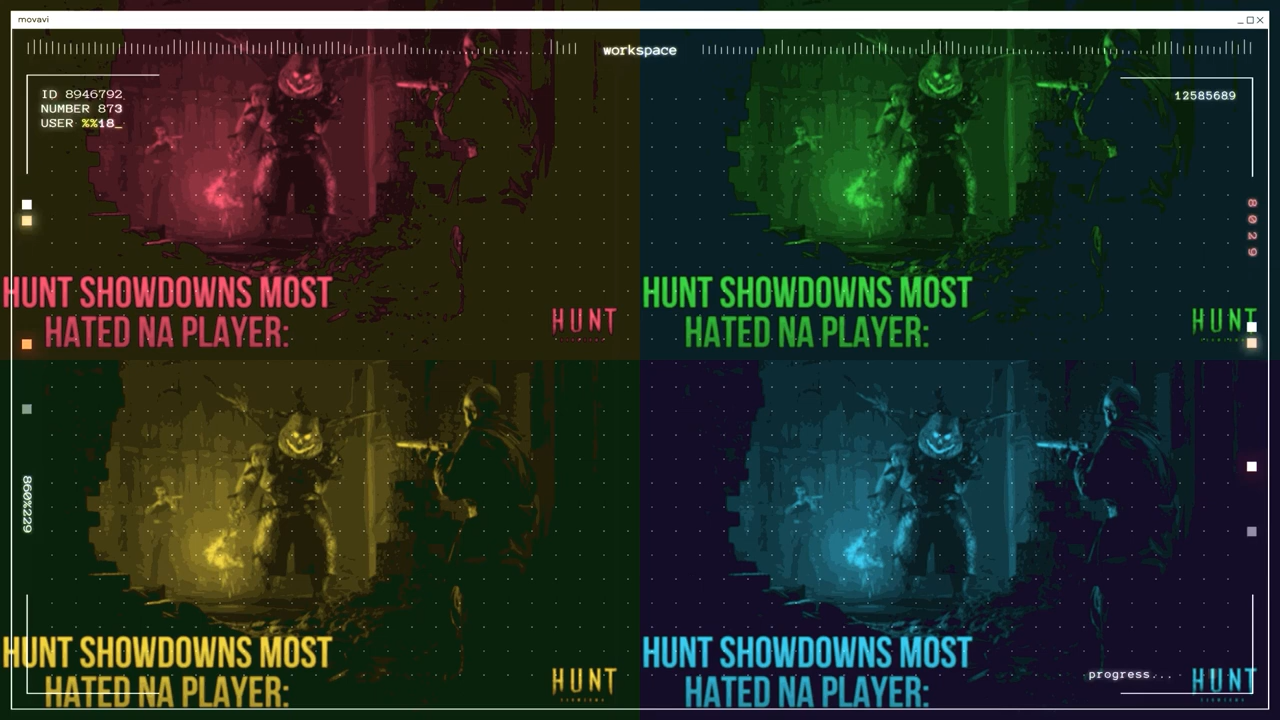 movavi
workspace
ID 8946792
NUMBER 873
USER %%18_
12585689
8029
HUNT SHOWDOWNS MOST
HATED NA PLAYER:
HUNT
HUNT SHOWDOWNS MOST
HATED NA PLAYER:
HUNT
860%229
HUNT SHOWDOWNS MOST
HATED NA PLAYER:
HUNT
HUNT SHOWDOWNS MOST
HATED NA PLAYER:
progress...
HUNT